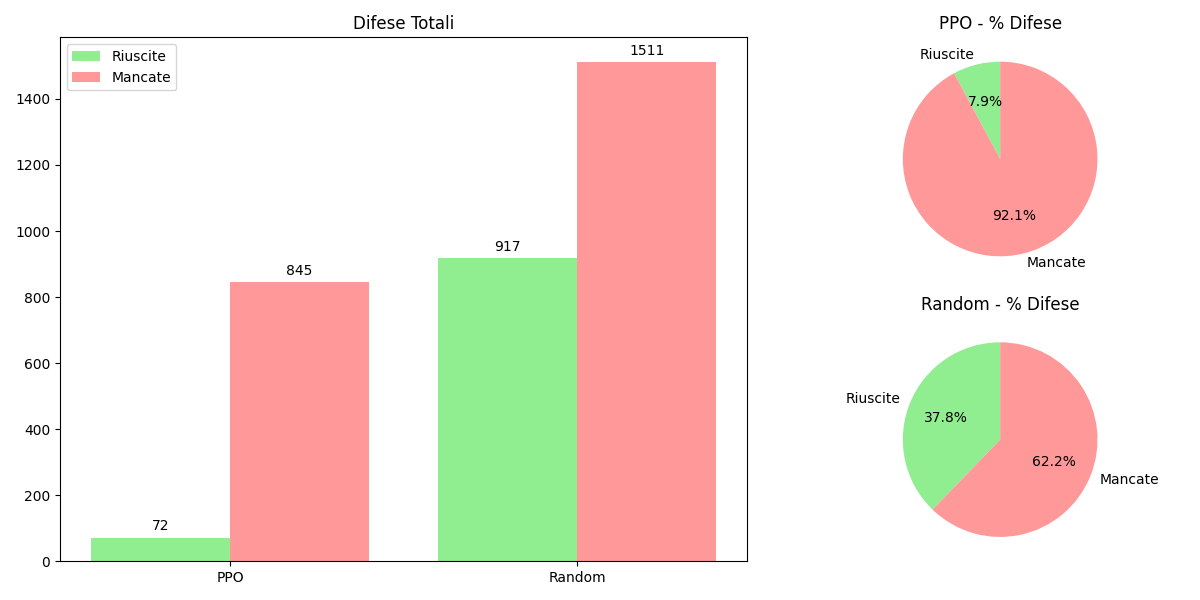 Difese Totali
Riuscite
Mancate
1400
1200
1000
800
600
400
200
0
72
845
917
1511
PPO
Random
PPO - % Difese
Riuscite
7.9%
92.1%
Mancate
Random - % Difese
Riuscite
37.8%
62.2%
Mancate